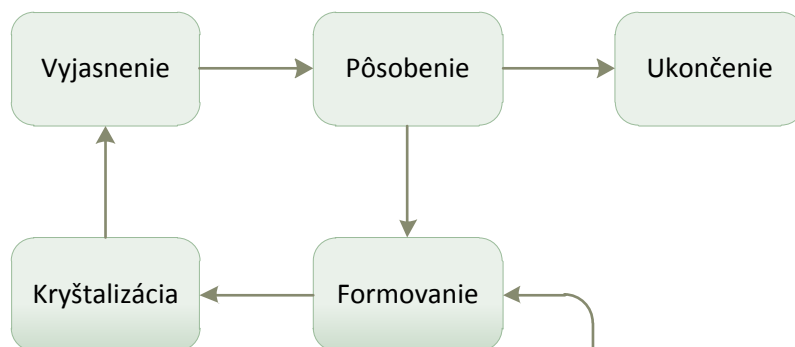 Vyjasnenie
Pôsobenie
Ukončenie
Kryštalizácia
Formovanie